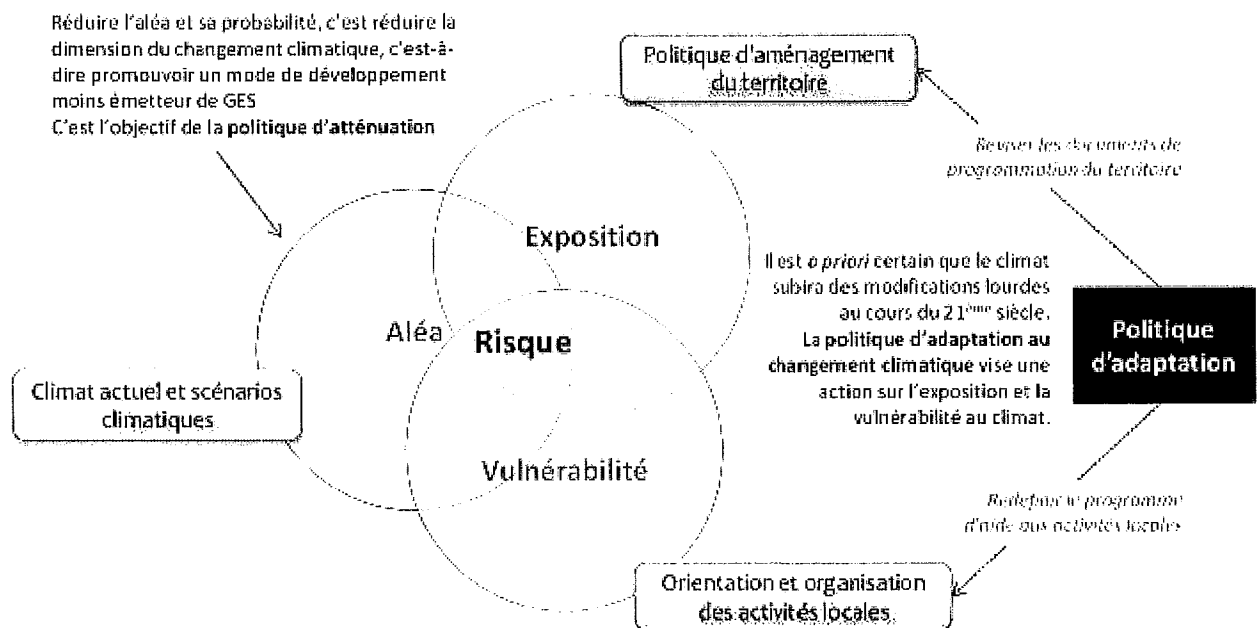 Réduire l'aléa et sa probabilité, c'est réduire la
dimension du changement climatique, c'est-à-
dire promouvoir un mode de développement
moins émetteur de GES
C'est l'objectif de la politique d'atténuation
Politique d'aménagement
du territoire
Reviser les documents de
programmation du territoire
Exposition
Il est a priori certain que le climat
subira des modifications lourdes
au cours du 21ème siècle.
La politique d'adaptation au
changement climatique vise une
action sur l'exposition et la
vulnérabilité au climat.
Politique
d'adaptation
Aléa
Risque
Climat actuel et scénarios
climatiques
Vulnérabilité
Redéfinir le programme
d'aide aux activités locales
Orientation et organisation
des activités locales